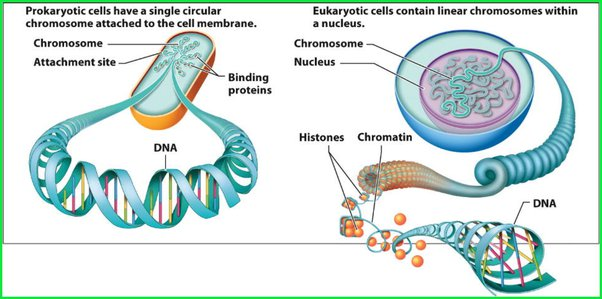 Prokaryotic cells have a single circular
chromosome attached to the cell membrane.
Chromosome
Attachment site
Binding
proteins
DNA
Eukaryotic cells contain linear chromosomes within
a nucleus.
Chromosome
Nucleus
Histones
Chromatin
DNA